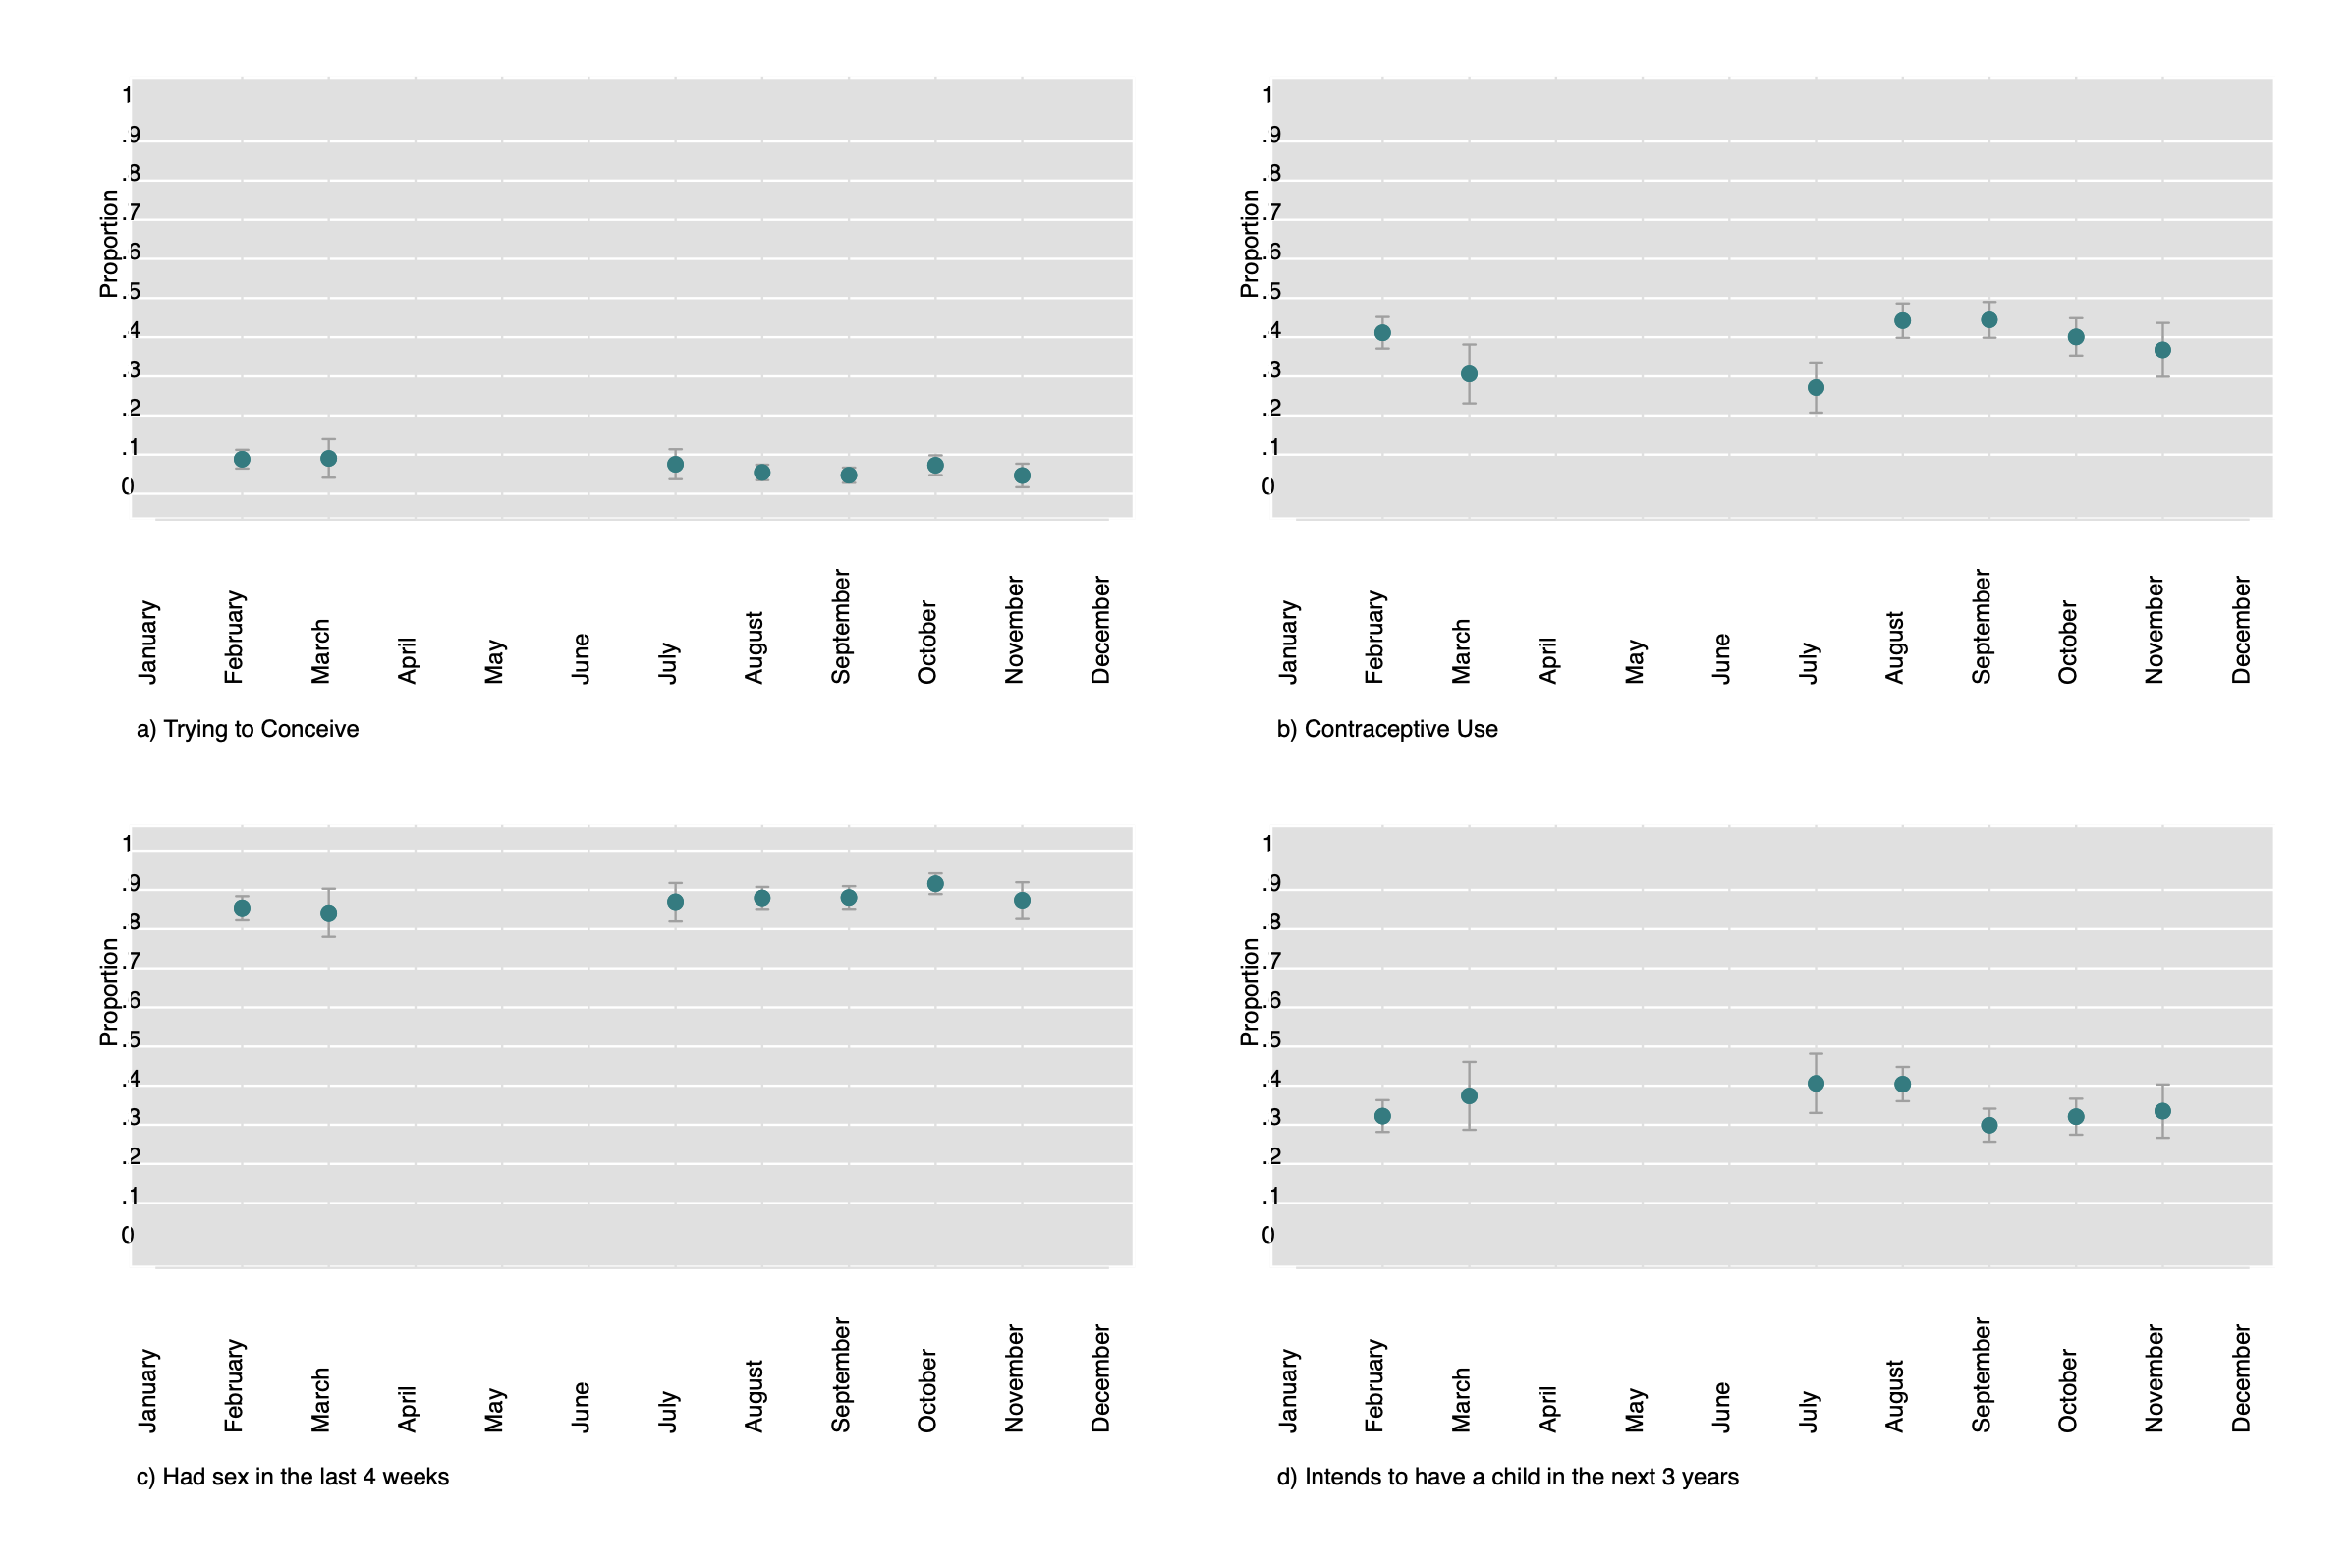 Proportion
1
.9
.8
.7
.6
.5
.4
.3
.2
.1
0
January
February
March
April
May
June
July
August
September
October
November
December
a) Trying to Conceive
Proportion
1
.9
.8
.7
.6
.5
.4
.3
.2
.1
0
January
February
March
April
May
June
July
August
September
October
November
December
b) Contraceptive Use
Proportion
1
.9
.8
.7
.6
.5
.4
.3
.2
.1
0
January
February
March
April
May
June
July
August
September
October
November
December
c) Had sex in the last 4 weeks
Proportion
1
.9
.8
.7
.6
.5
.4
.3
.2
.1
0
January
February
March
April
May
June
July
August
September
October
November
December
d) Intends to have a child in the next 3 years